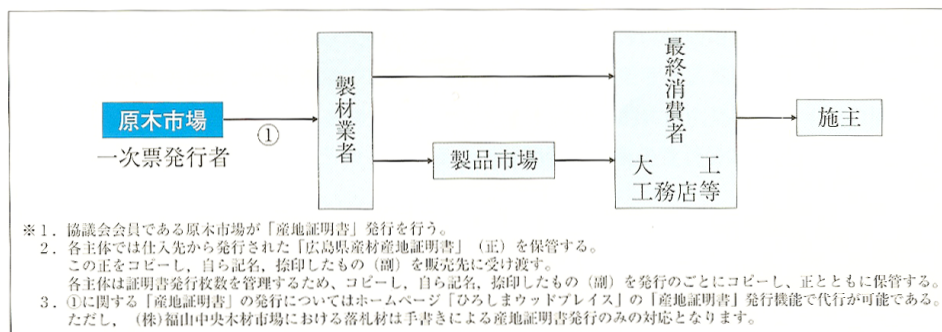 原木市場
一次票発行者
①
製材業者
製品市場
最終消費者
大　　工
工務店等
施主
※１．協議会会員である原木市場が「産地証明書」発行を行う。
２．各主体では仕入先から発行された「広島県産材産地証明書」（正）を保管する。
この正をコピーし，自ら記名，捺印したもの（副）を販売先に受け渡す。
各主体は証明書発行枚数を管理するため、コピーし，自ら記名，捺印したもの（副）を発行のごとにコピーし、正とともに保管する。
３．①に関する「産地証明書」の発行についてはホームページ「ひろしまウッドプレイス」の「産地証明書」発行機能で代行が可能である。
ただし，（株）福山中央木材市場における落札材は手書きによる産地証明書発行のみの対応となります。